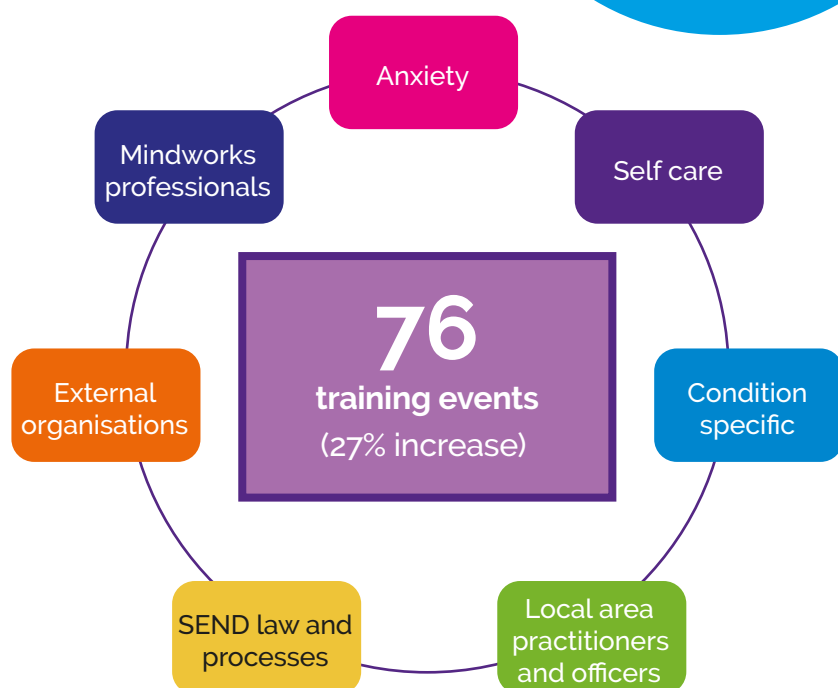 Anxiety
Self care
Condition
specific
Local area
practitioners
and officers
SEND law and
processes
External
organisations
Mindworks
professionals
76
training events
(27% increase)